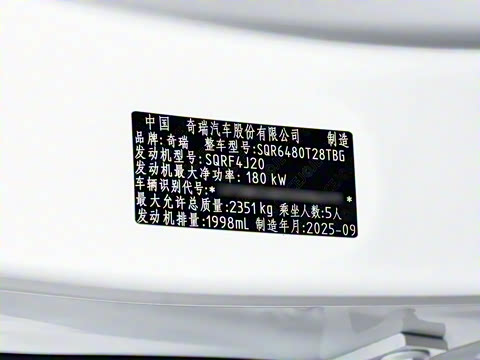 中国 奇瑞汽车股份有限公司 制造
品牌:奇瑞 整车型号:SQR6480T28TBG
发动机型号:SQRF4J20
发动机最大净功率:180 kW
车辆识别代号:* *
最大允许总质量:2351kg 乘坐人数:5人
发动机排量:1998mL 制造年月:2025-09